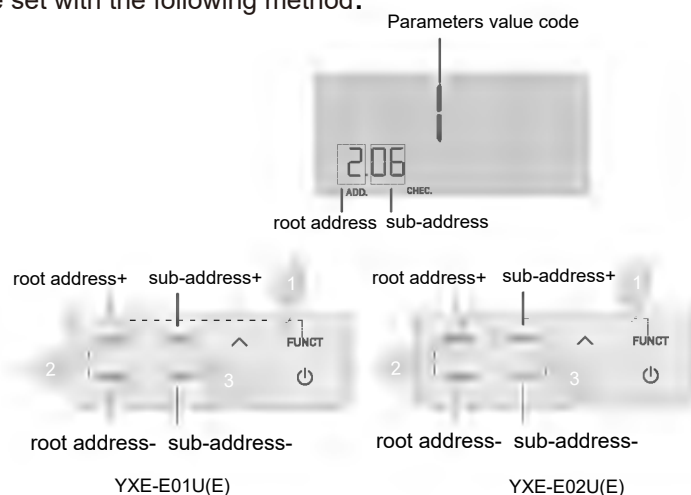 e set with the following method.
Parameters value code
1
2.06
ADD. CHEC.
root address sub-address
root address+ sub-address+ 1
FUNCT
2 3
root address- sub-address-
YXE-E01U(E)
root address+ sub-address+ 1
FUNCT
2 3
root address- sub-address-
YXE-E02U(E)